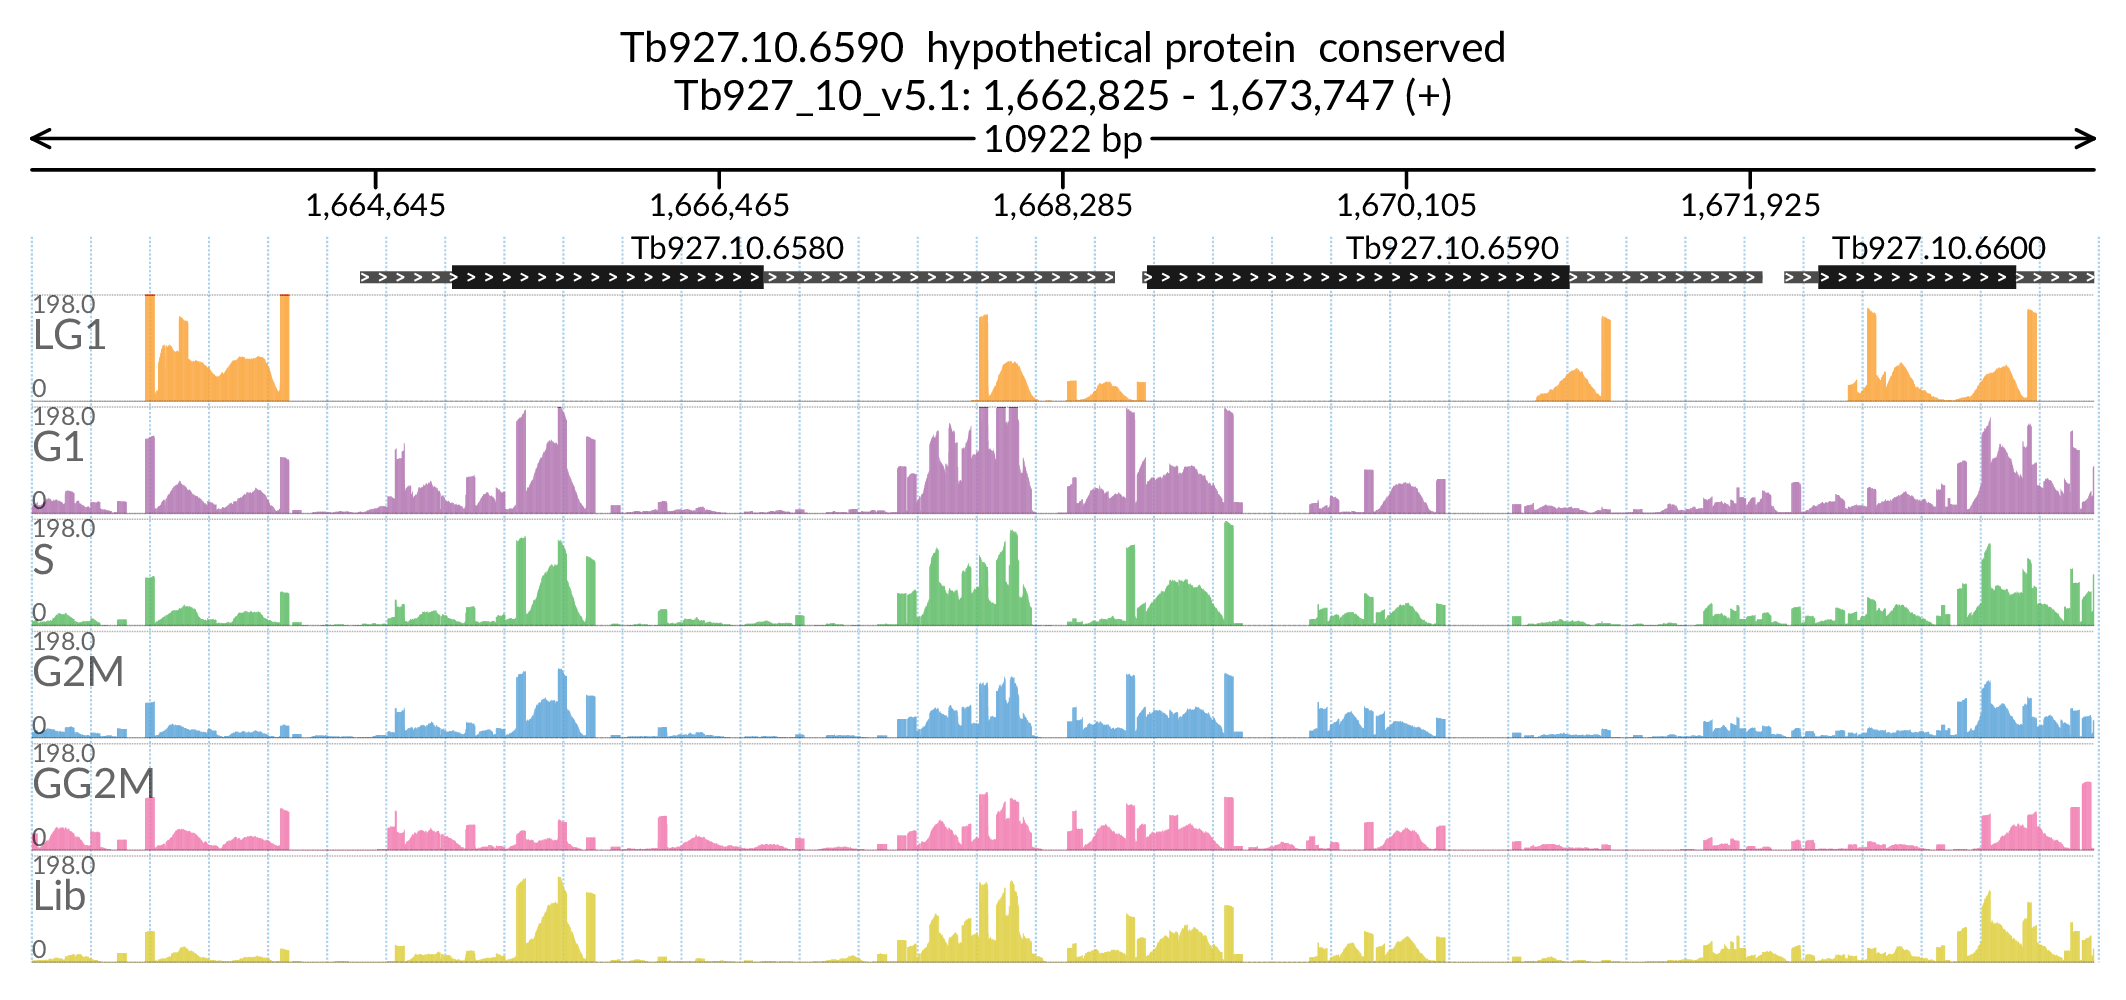 Tb927.10.6590 hypothetical protein conserved
Tb927_10_v5.1: 1,662,825 - 1,673,747 (+)
10922 bp
1,664,645 1,666,465 1,668,285 1,670,105 1,671,925
Tb927.10.6580 Tb927.10.6590 Tb927.10.6600
198.0
LG1
0
198.0
G1
0
198.0
S
0
198.0
G2M
0
198.0
GG2M
0
198.0
Lib
0